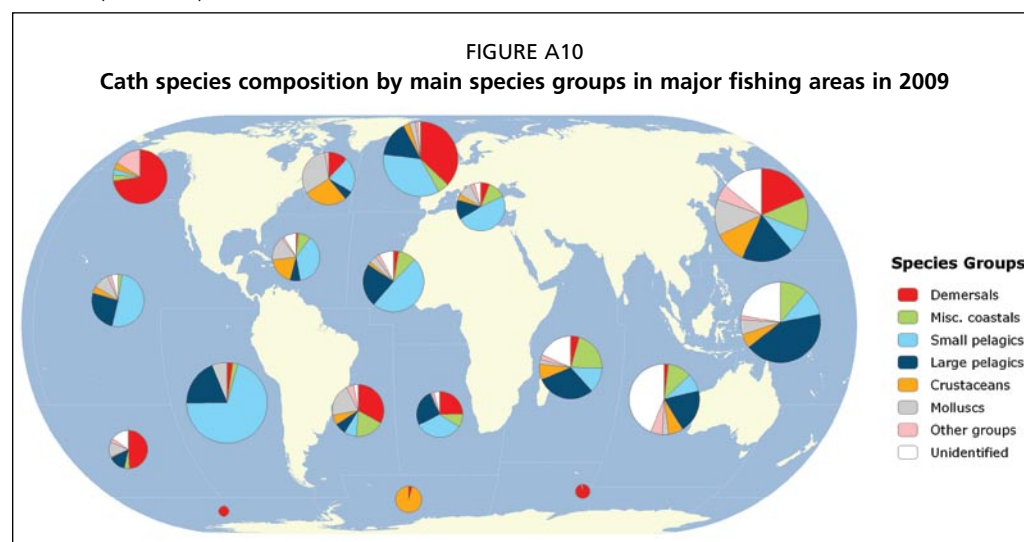 FIGURE A10
Cath species composition by main species groups in major fishing areas in 2009
Species Groups
Demersals
Misc. coastals
Small pelagics
Large pelagics
Crustaceans
Molluscs
Other groups
Unidentified